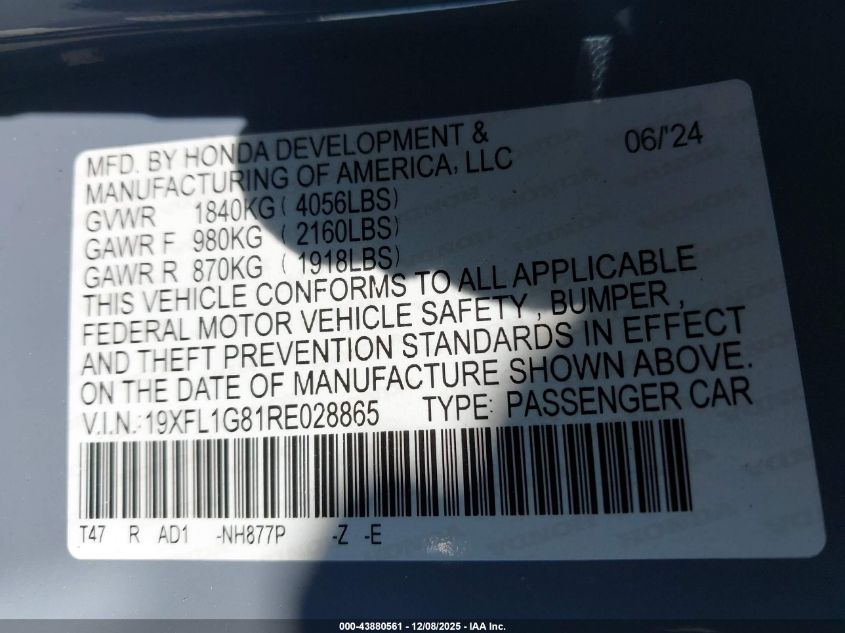 MFD. BY HONDA DEVELOPMENT & 06/'24
MANUFACTURING OF AMERICA, LLC
GVWR 1840KG ( 4056LBS)
GAWR F 980KG ( 2160LBS)
GAWR R 870KG ( 1918LBS)
THIS VEHICLE CONFORMS TO ALL APPLICABLE
FEDERAL MOTOR VEHICLE SAFETY , BUMPER ,
AND THEFT PREVENTION STANDARDS IN EFFECT
ON THE DATE OF MANUFACTURE SHOWN ABOVE.
V.I.N.:19XFL1G81RE028865 TYPE: PASSENGER CAR
T47 R AD1 -NH877P -Z -E
000-43880561 - 12/08/2025 - IAA Inc.